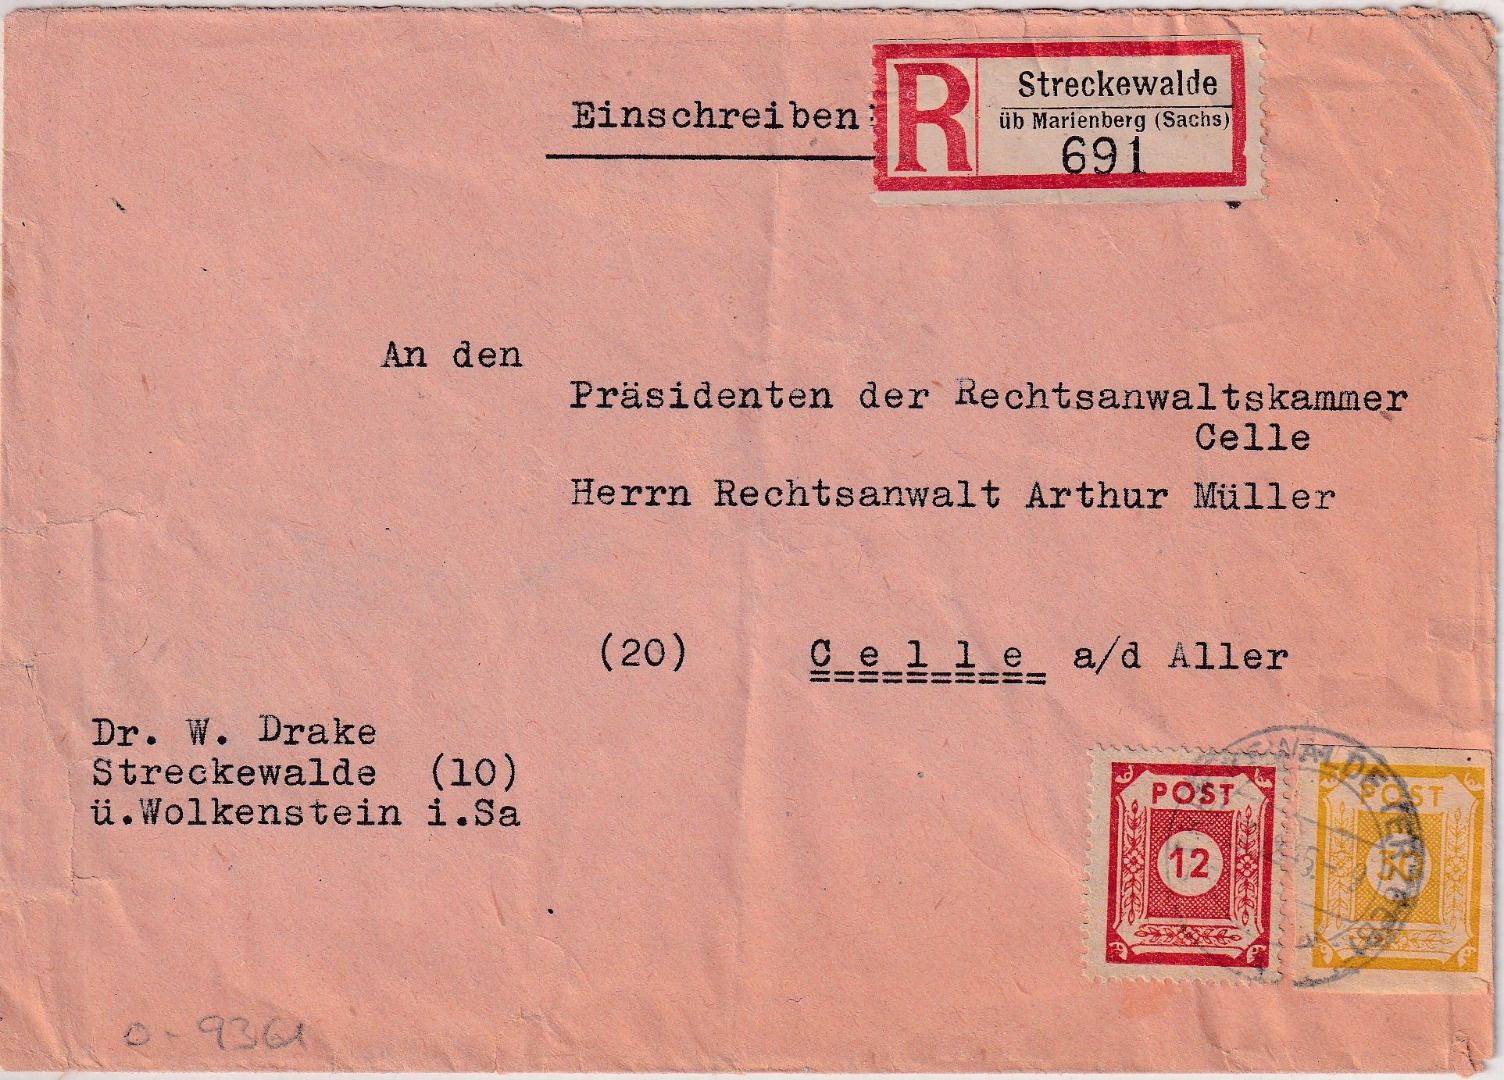 Einschreiben:
R
Streckewalde
üb Marienberg (Sachs)
691
An den
Präsidenten der Rechtsanwaltskammer
Celle
Herrn Rechtsanwalt Arthur Müller
(20) C e l l e a/d Aller
Dr. W. Drake
Streckewalde (10)
ü.Wolkenstein i.Sa
POST
12
POST
0-9361